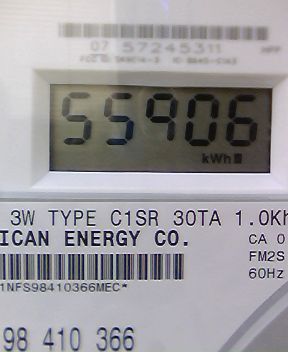 07 57245311
55906
kWh
3W TYPE C1SR 30TA 1.0Kh
ICAN ENERGY CO.
CA 0
FM2S
60Hz
1NFS98410366MEC*
98 410 366